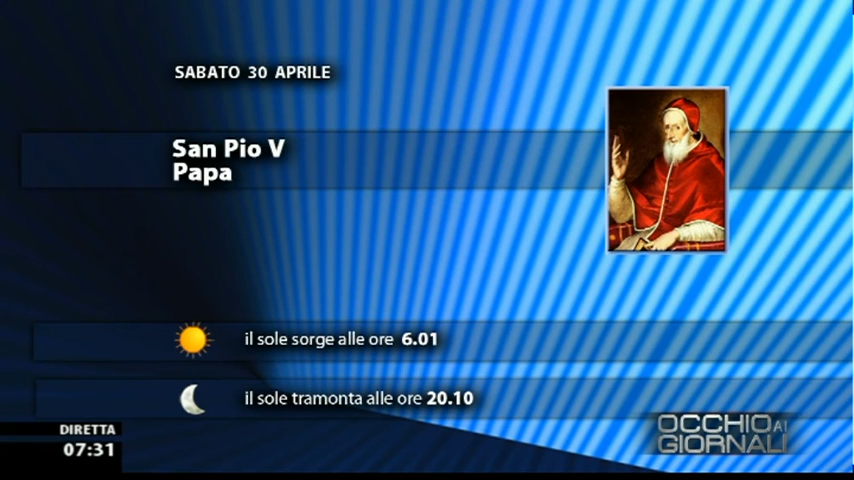 SABATO 30 APRILE
San Pio V
Papa
il sole sorge alle ore 6.01
il sole tramonta alle ore 20.10
DIRETTA
07:31
OCCHIO AI
GIORNALI